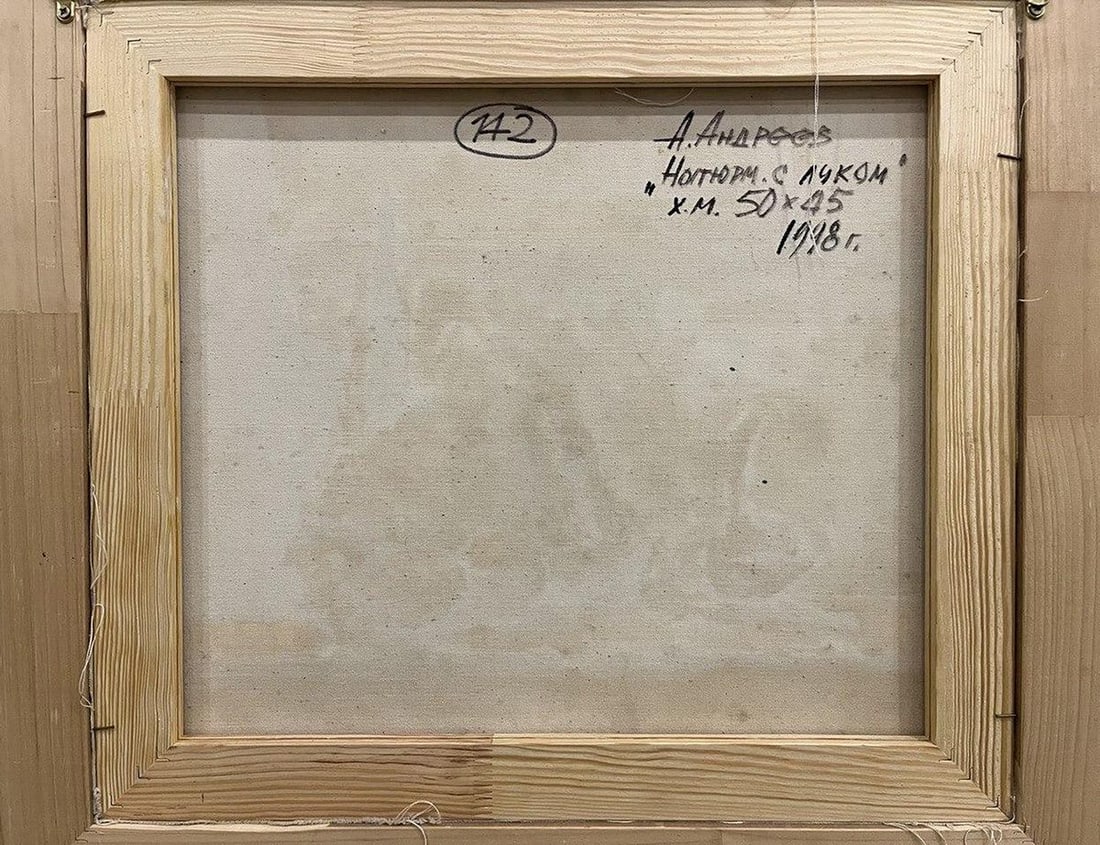 142
А. Андреев
"Натюрм. с луком"
х.м. 50×45
1998 г.